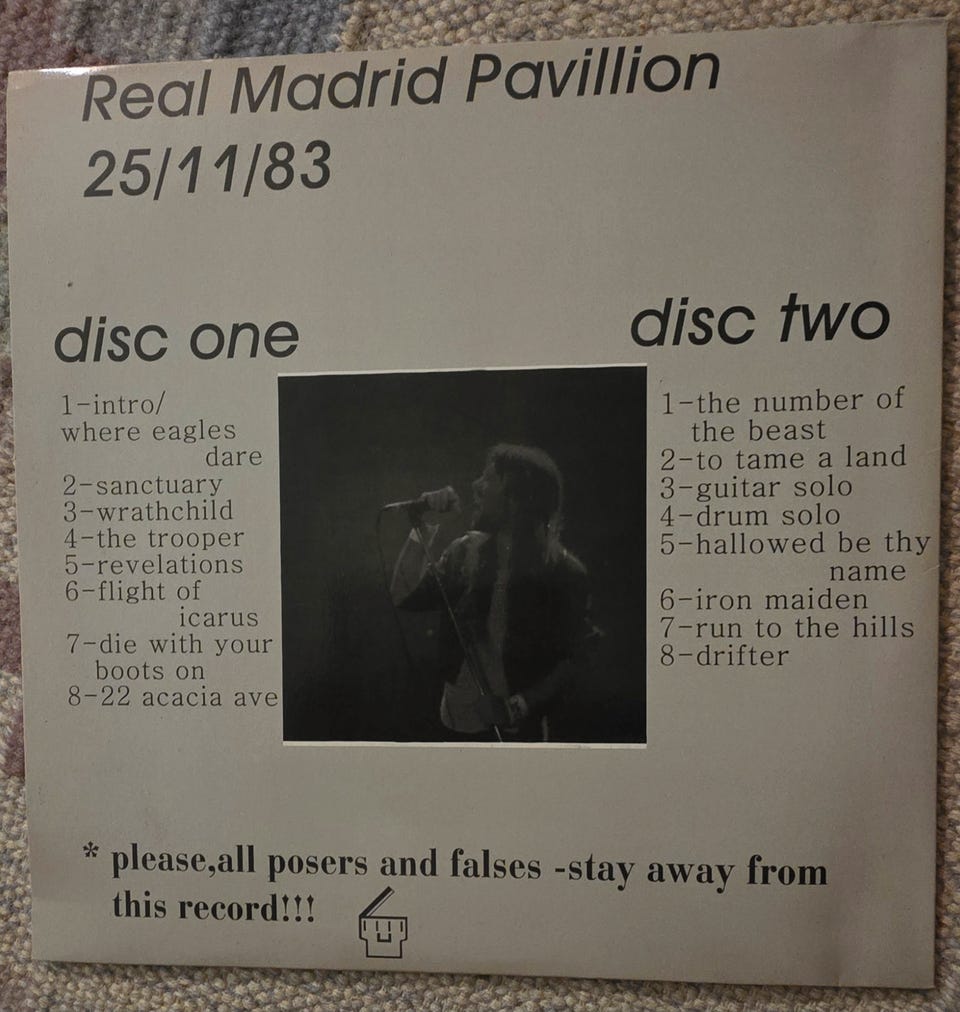 Real Madrid Pavillion
25/11/83
disc one
1-intro/
where eagles
dare
2-sanctuary
3-wrathchild
4-the trooper
5-revelations
6-flight of
icarus
7-die with your
boots on
8-22 acacia ave
disc two
1-the number of
the beast
2-to tame a land
3-guitar solo
4-drum solo
5-hallowed be thy
name
6-iron maiden
7-run to the hills
8-drifter
* please,all posers and falses -stay away from
this record!!!